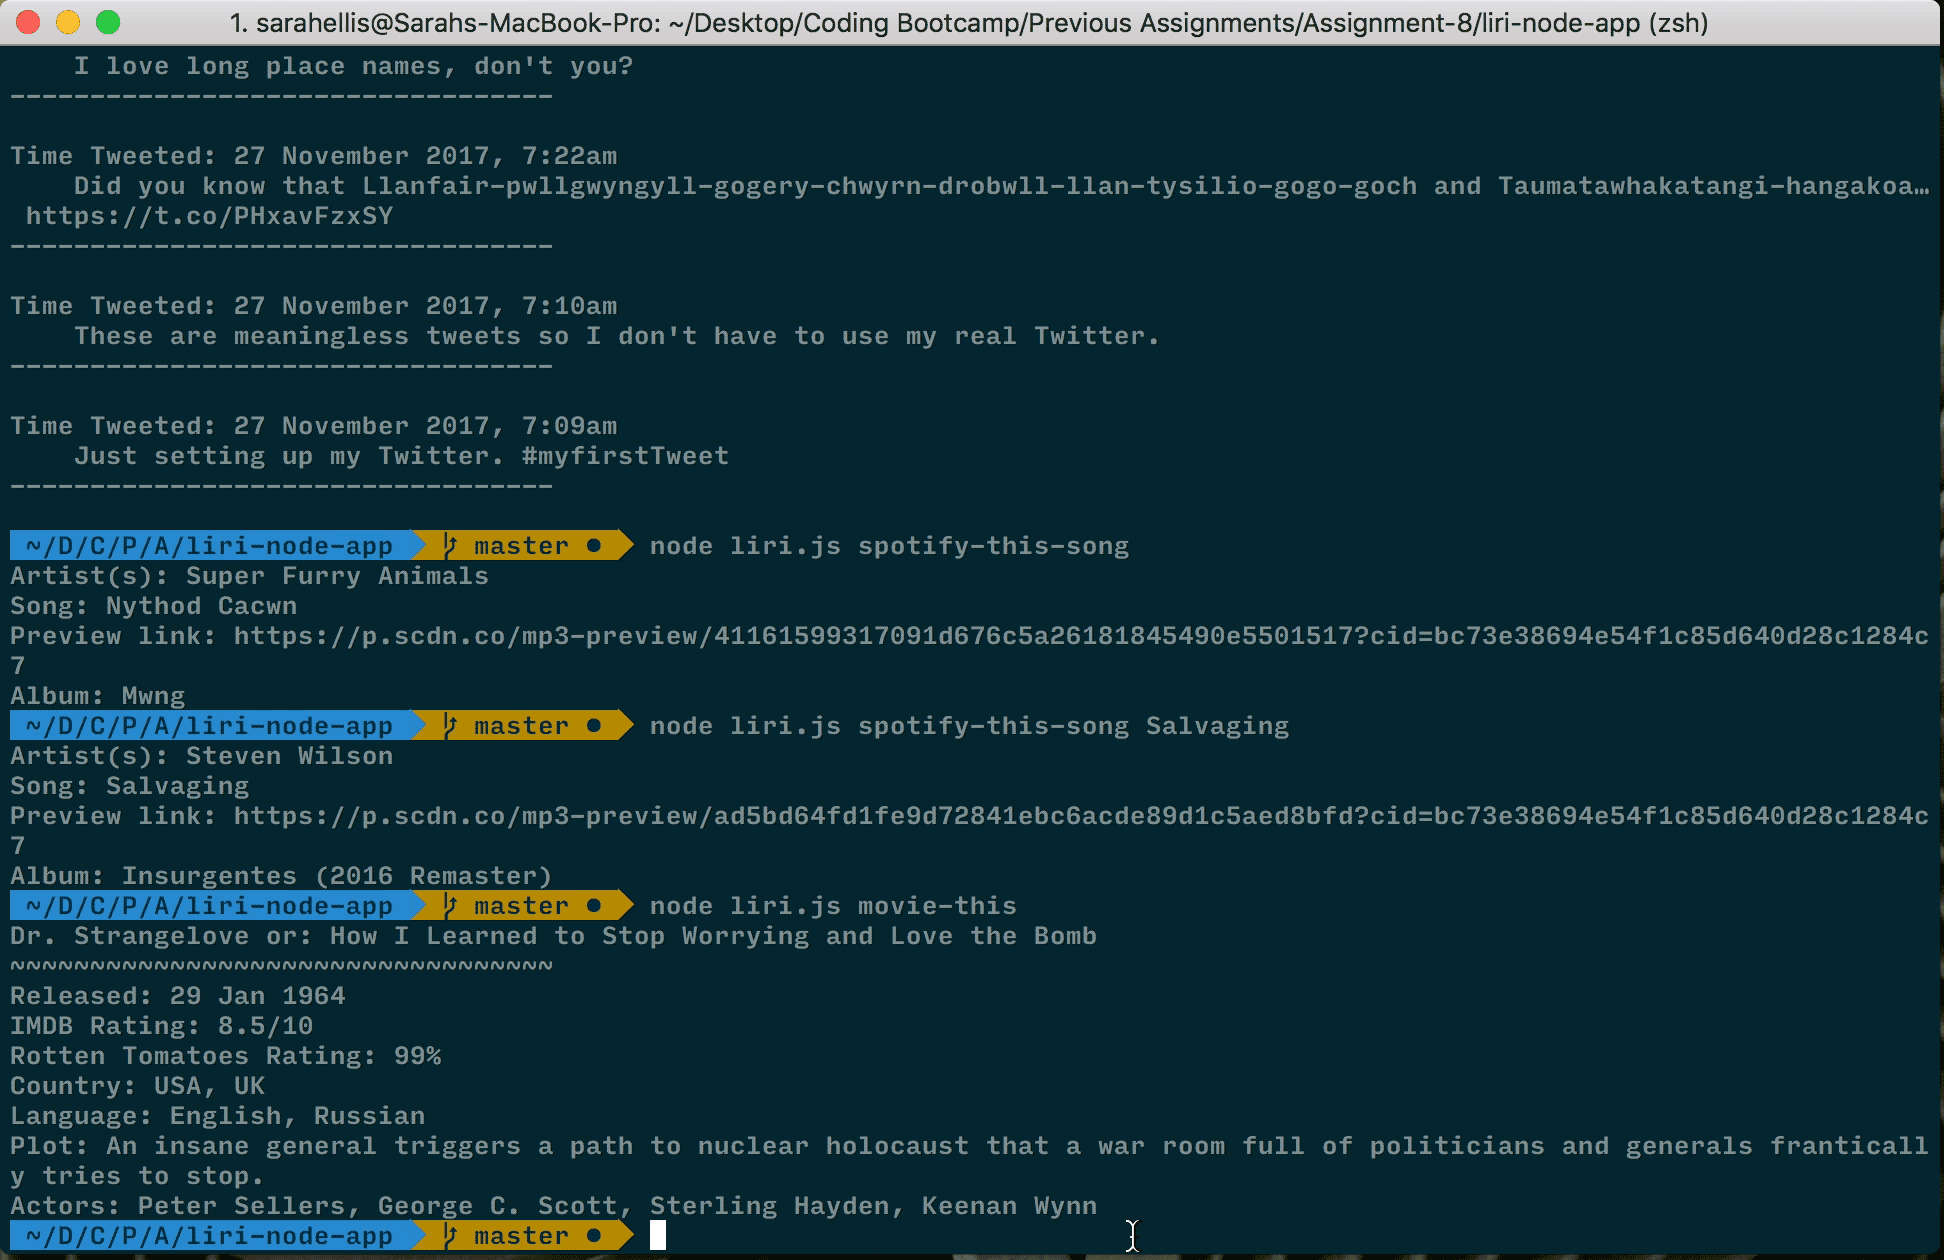 1. sarahellis@Sarahs-MacBook-Pro: ~/Desktop/Coding Bootcamp/Previous Assignments/Assignment-8/liri-node-app (zsh)
I love long place names, don't you?
----------------------------------
Time Tweeted: 27 November 2017, 7:22am
Did you know that Llanfair-pwllgwyngyll-gogery-chwyrn-drobwll-llan-tysilio-gogo-goch and Taumatawhakatangi-hangakoa…
https://t.co/PHxavFzxSY
----------------------------------
Time Tweeted: 27 November 2017, 7:10am
These are meaningless tweets so I don't have to use my real Twitter.
----------------------------------
Time Tweeted: 27 November 2017, 7:09am
Just setting up my Twitter. #myfirstTweet
----------------------------------
~/D/C/P/A/liri-node-app master ● node liri.js spotify-this-song
Artist(s): Super Furry Animals
Song: Nythod Cacwn
Preview link: https://p.scdn.co/mp3-preview/41161599317091d676c5a26181845490e5501517?cid=bc73e38694e54f1c85d640d28c1284c
7
Album: Mwng
~/D/C/P/A/liri-node-app master ● node liri.js spotify-this-song Salvaging
Artist(s): Steven Wilson
Song: Salvaging
Preview link: https://p.scdn.co/mp3-preview/ad5bd64fd1fe9d72841ebc6acde89d1c5aed8bfd?cid=bc73e38694e54f1c85d640d28c1284c
7
Album: Insurgentes (2016 Remaster)
~/D/C/P/A/liri-node-app master ● node liri.js movie-this
Dr. Strangelove or: How I Learned to Stop Worrying and Love the Bomb
~~~~~~~~~~~~~~~~~~~~~~~~~~~~~~~~~~
Released: 29 Jan 1964
IMDB Rating: 8.5/10
Rotten Tomatoes Rating: 99%
Country: USA, UK
Language: English, Russian
Plot: An insane general triggers a path to nuclear holocaust that a war room full of politicians and generals franticall
y tries to stop.
Actors: Peter Sellers, George C. Scott, Sterling Hayden, Keenan Wynn
~/D/C/P/A/liri-node-app master ●